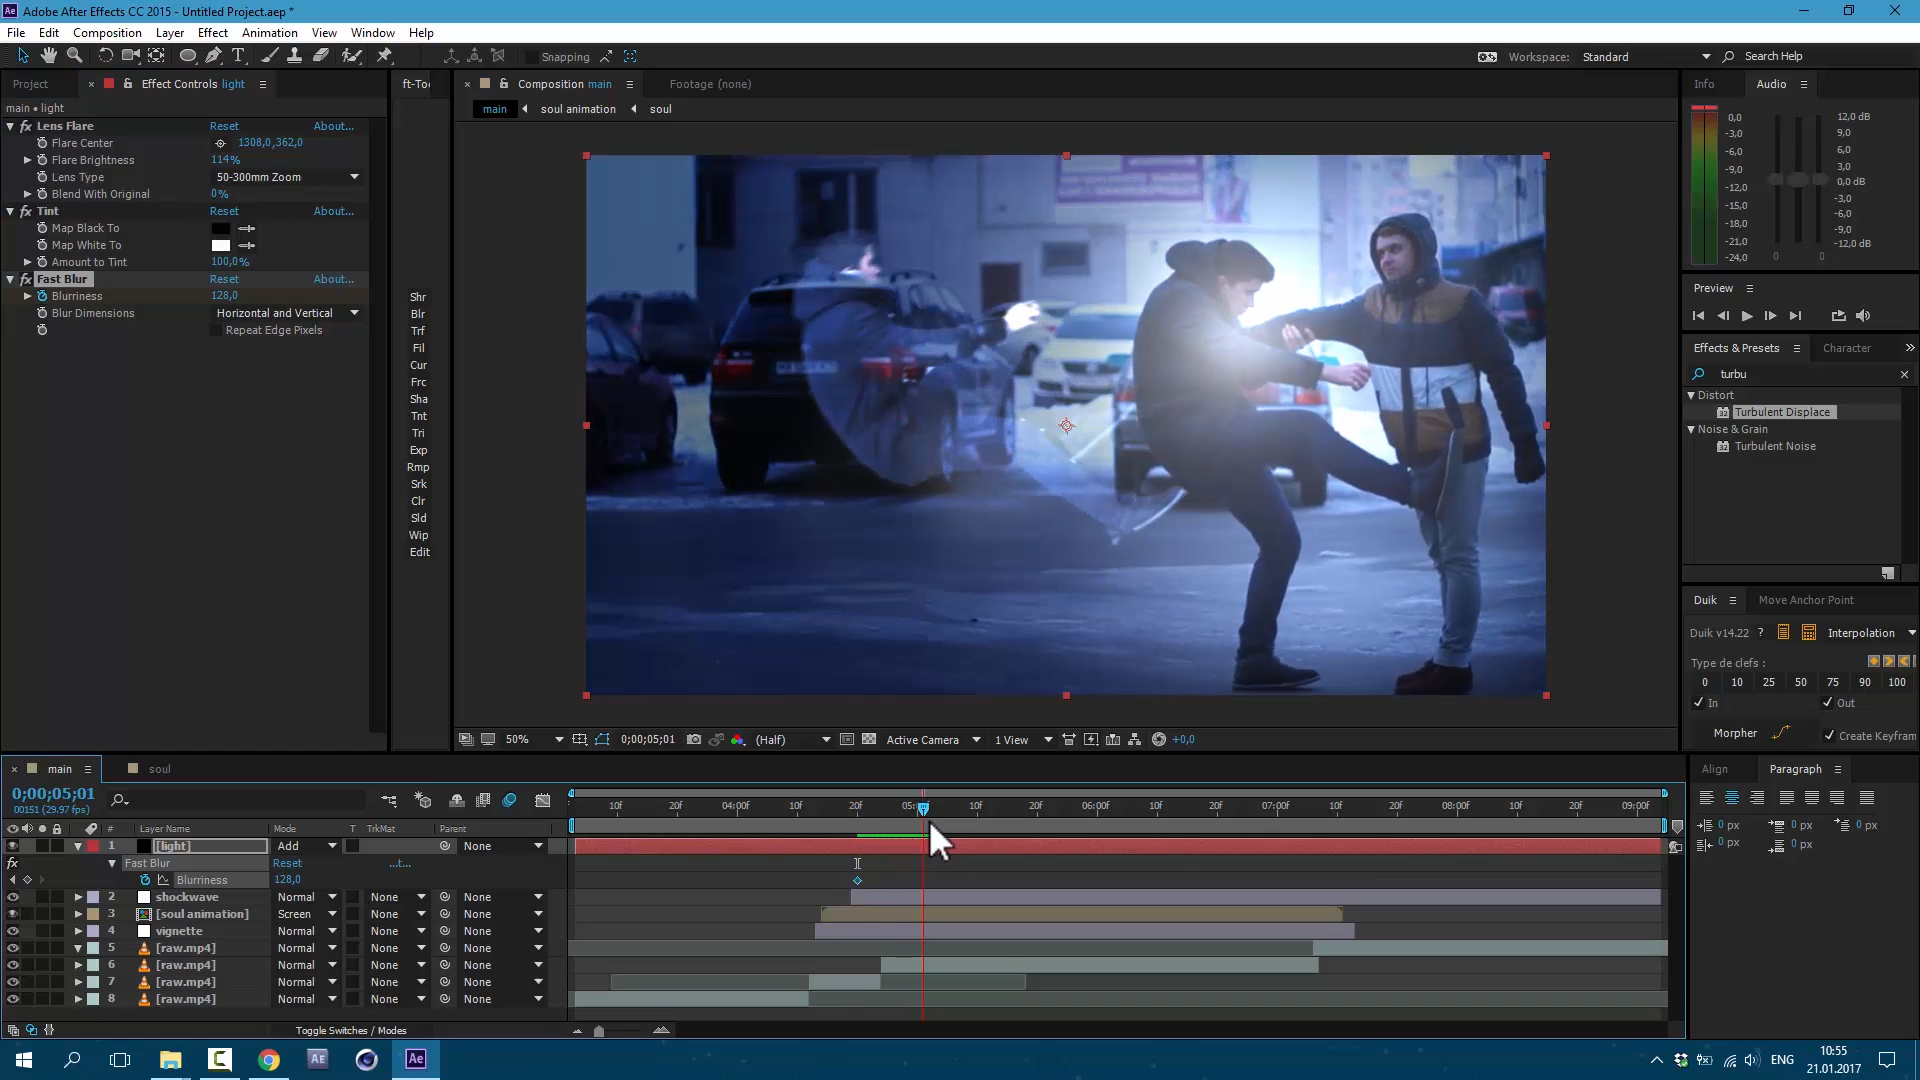 Adobe After Effects CC 2015 - Untitled Project.aep *
File Edit Composition Layer Effect Animation View Window Help
Snapping
Workspace: Standard
Search Help
Project
Effect Controls light
main • light
Lens Flare Reset About...
Flare Center 1308,0,362,0
Flare Brightness 114%
Lens Type 50-300mm Zoom
Blend With Original 0%
Tint Reset About...
Map Black To
Map White To
Amount to Tint 100,0%
Fast Blur Reset About...
Blurriness 128,0
Blur Dimensions Horizontal and Vertical
Repeat Edge Pixels
ft-Too
Shr
Blr
Trf
Fil
Cur
Frc
Sha
Tnt
Tri
Exp
Rmp
Srk
Clr
Sld
Wip
Edit
Composition main
Footage (none)
main soul animation soul
50%
0;00;05;01
(Half)
Active Camera
1 View
+0,0
Info Audio
0,0
-3,0
-6,0
-9,0
-12,0
-15,0
-18,0
-21,0
-24,0
12,0 dB
9,0
6,0
3,0
0,0 dB
-3,0
-6,0
-9,0
-12,0 dB
0 0
Preview
Effects & Presets Character
turbu
Distort
Turbulent Displace
Noise & Grain
Turbulent Noise
Duik Move Anchor Point
Duik v14.22 ? Interpolation
Type de clefs :
0 10 25 50 75 90 100
In Out
Morpher Create Keyfram
main soul
0;00;05;01
00151 (29.97 fps)
10f 20f 04:00f 10f 20f 05: 10f 20f 06:00f 10f 20f 07:00f 10f 20f 08:00f 10f 20f 09:00f
# Layer Name Mode T TrkMat Parent
1 [light] Add None
Fast Blur Reset ...t...
Blurriness 128,0
2 shockwave Normal None None
3 [soul animation] Screen None None
4 vignette Normal None None
5 [raw.mp4] Normal None None
6 [raw.mp4] Normal None None
7 [raw.mp4] Normal None None
8 [raw.mp4] Normal None None
Toggle Switches / Modes
Align Paragraph
0 px 0 px 0 px
0 px 0 px
ENG
10:55
21.01.2017